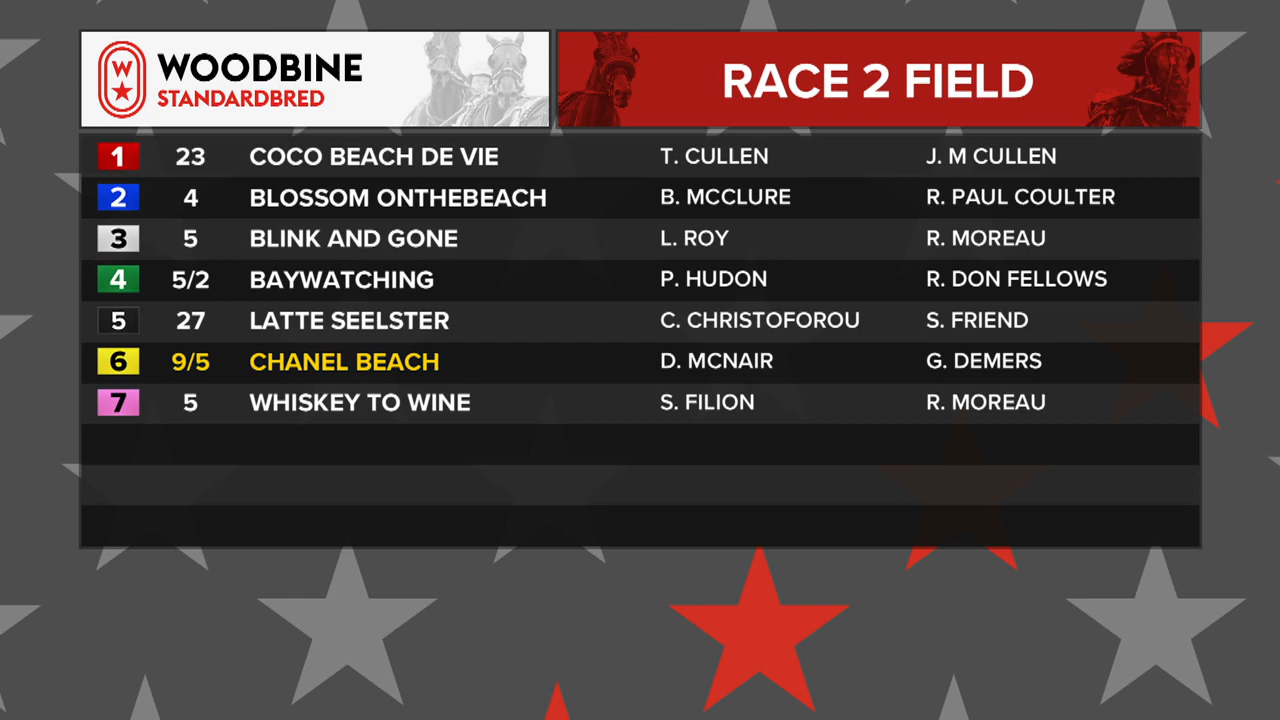 W
WOODBINE
STANDARDBRED
RACE 2 FIELD
1 23 COCO BEACH DE VIE T. CULLEN J. M CULLEN
2 4 BLOSSOM ONTHEBEACH B. MCCLURE R. PAUL COULTER
3 5 BLINK AND GONE L. ROY R. MOREAU
4 5/2 BAYWATCHING P. HUDON R. DON FELLOWS
5 27 LATTE SEELSTER C. CHRISTOFOROU S. FRIEND
6 9/5 CHANEL BEACH D. MCNAIR G. DEMERS
7 5 WHISKEY TO WINE S. FILION R. MOREAU